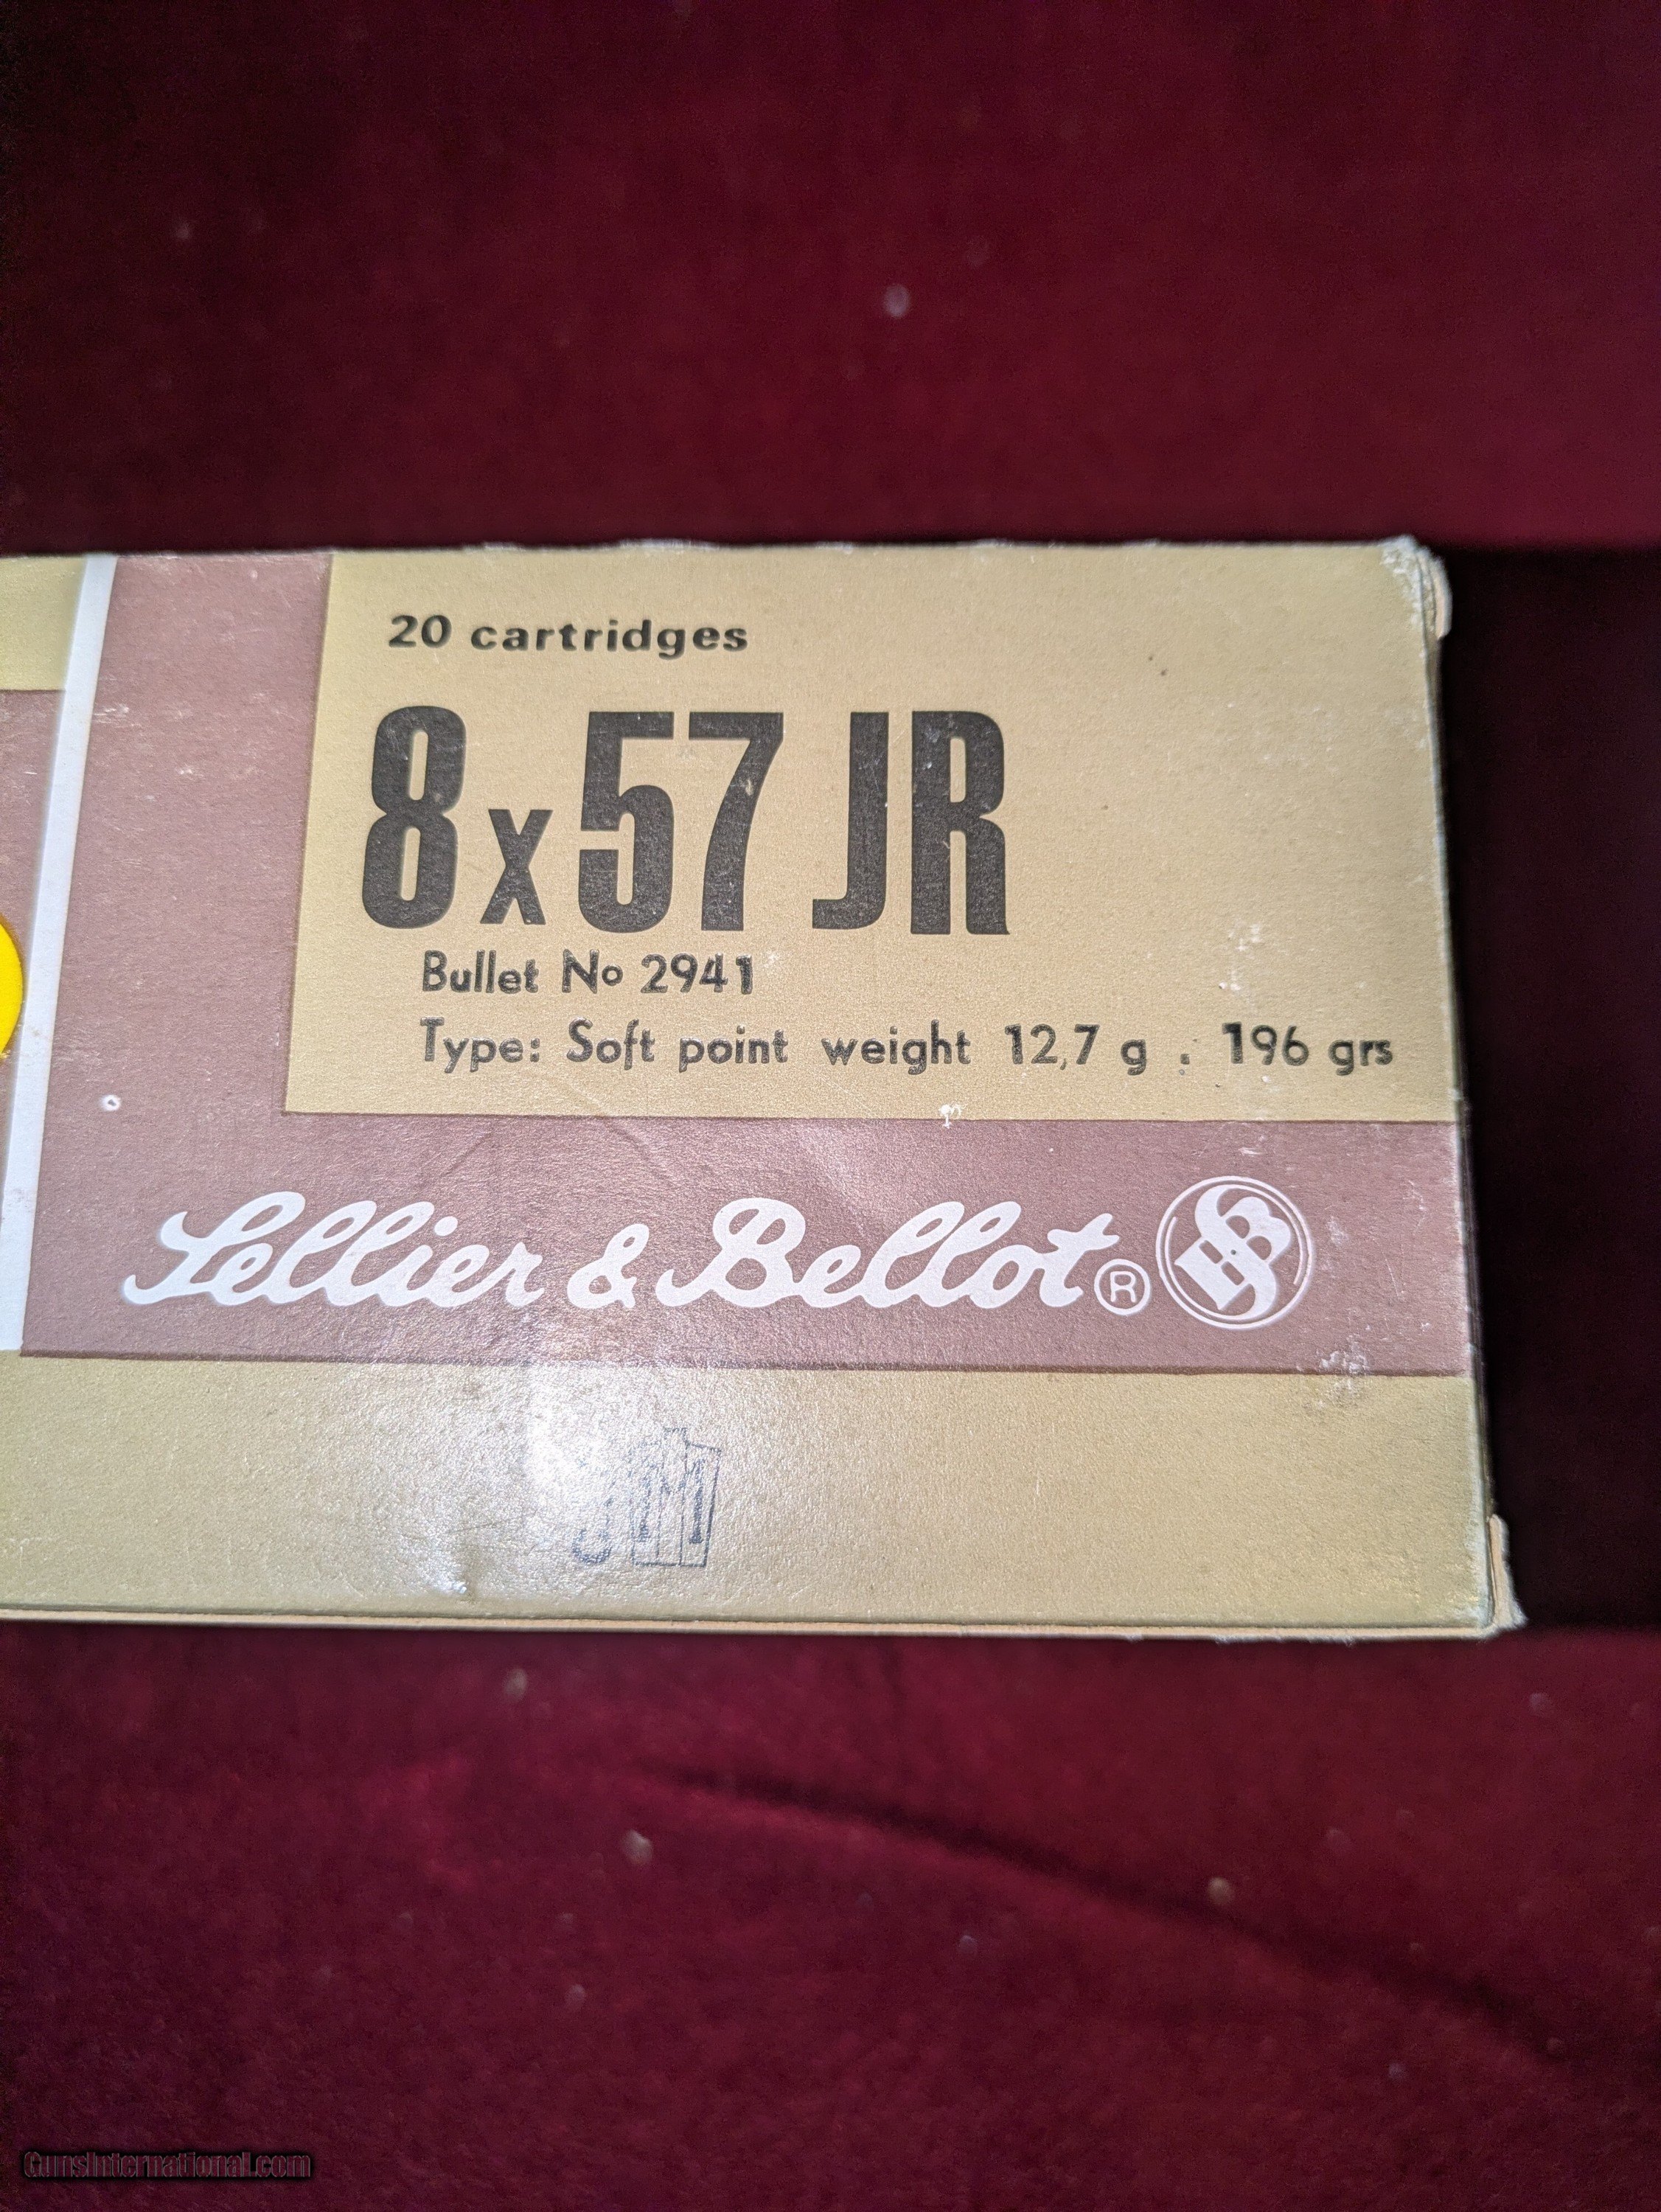 20 cartridges
8x57 JR
Bullet No 2941
Type: Soft point weight 12,7 g . 196 grs
Sellier & Bellot ®
GunsInternational.com